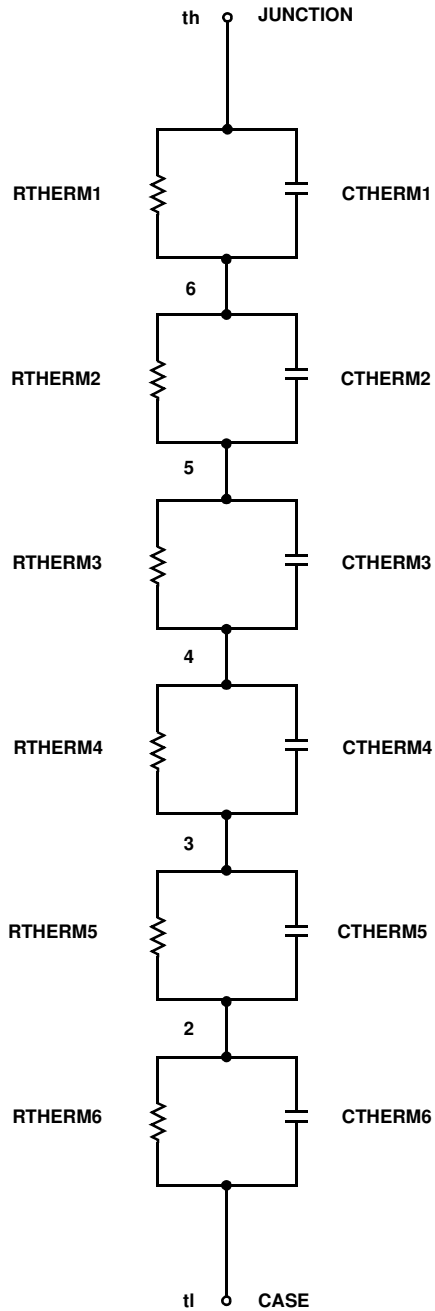 th JUNCTION
RTHERM1 CTHERM1
6
RTHERM2 CTHERM2
5
RTHERM3 CTHERM3
4
RTHERM4 CTHERM4
3
RTHERM5 CTHERM5
2
RTHERM6 CTHERM6
tl CASE